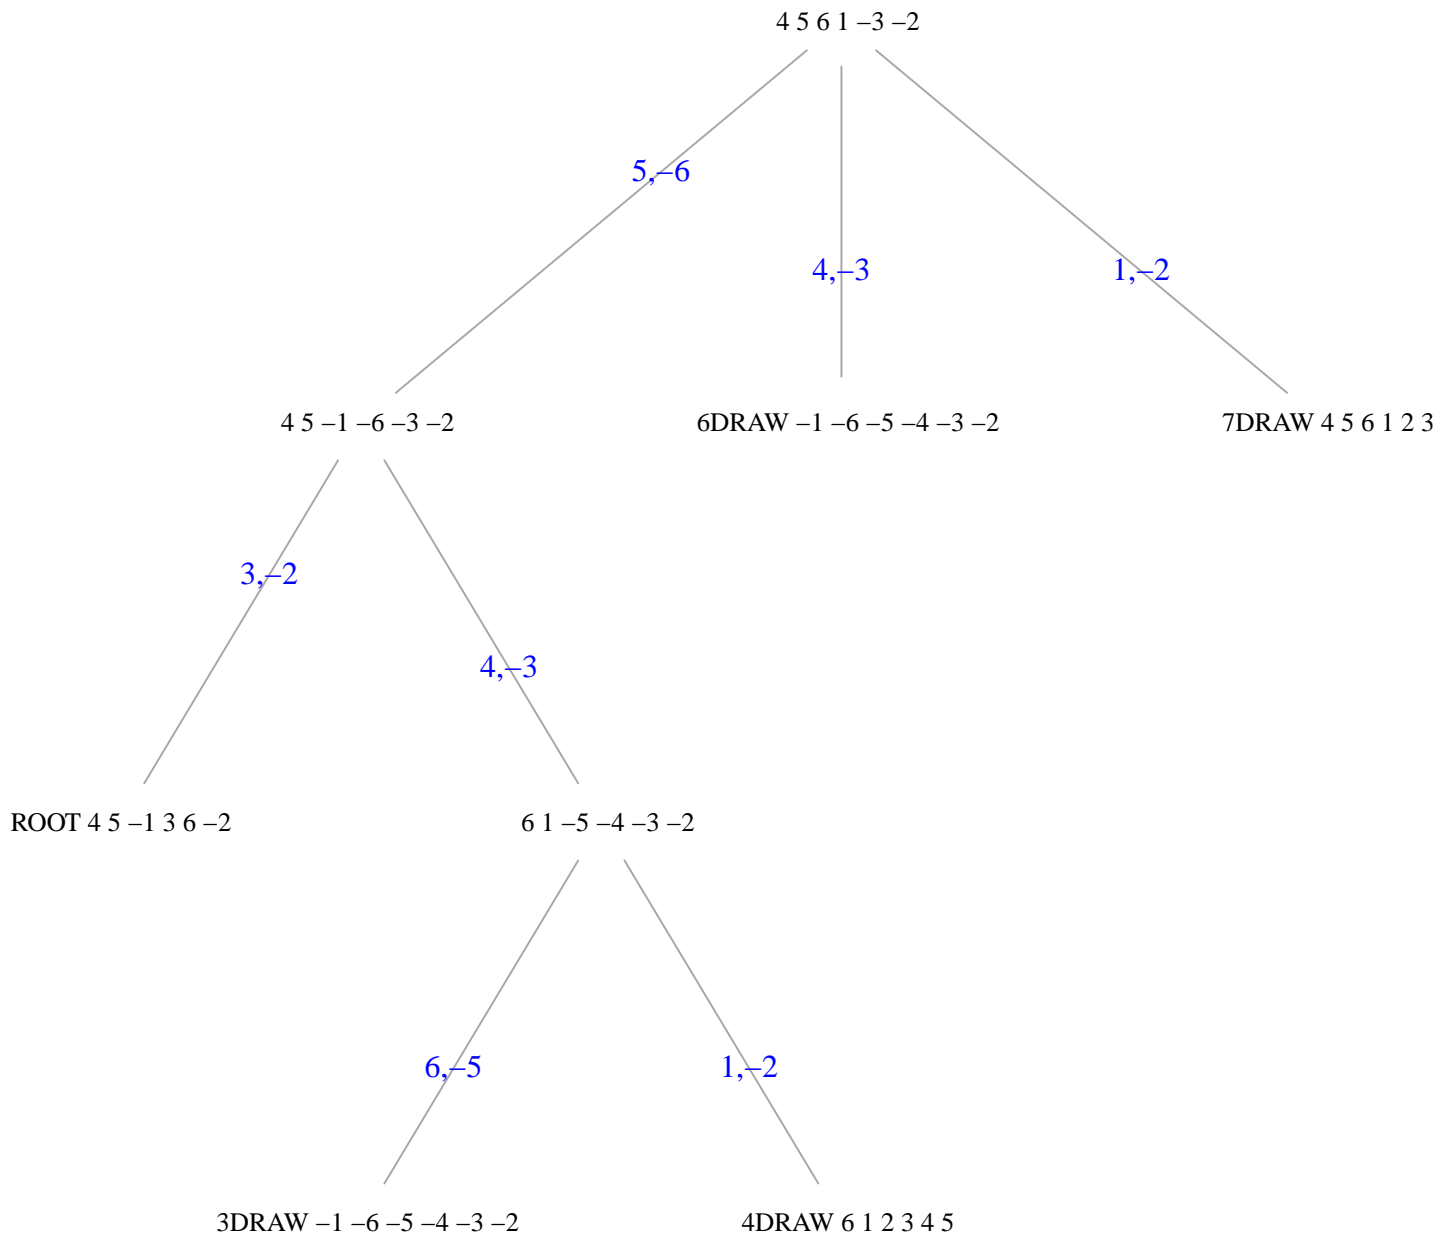 4 5 6 1 –3 –2
5,–6
4,–3
1,–2
4 5 –1 –6 –3 –2
6DRAW –1 –6 –5 –4 –3 –2
7DRAW 4 5 6 1 2 3
3,–2
4,–3
ROOT 4 5 –1 3 6 –2
6 1 –5 –4 –3 –2
6,–5
1,–2
3DRAW –1 –6 –5 –4 –3 –2
4DRAW 6 1 2 3 4 5